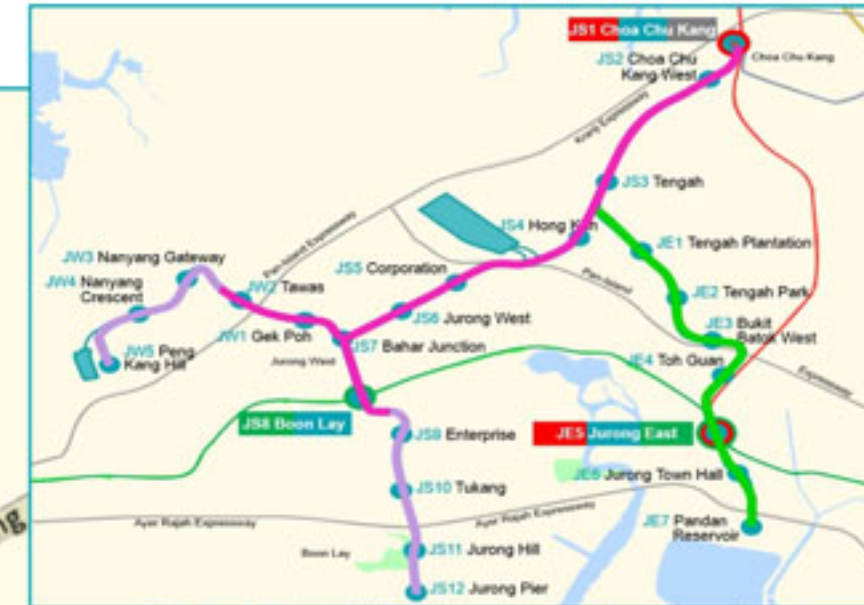 JS1 Choa Chu Kang
Choa Chu Kang
JS2 Choa Chu
Kang West
Kranji Expressway
JS3 Tengah
JS4 Hong Kah
JE1 Tengah Plantation
JW3 Nanyang Gateway
Pan-Island Expressway
JS5 Corporation
Pan-Island
Expressway
JW4 Nanyang
Crescent
JW2 Tawas
JE2 Tengah Park
JS6 Jurong West
JE3 Bukit
Batok West
JW1 Gek Poh
JS7 Bahar Junction
JW5 Peng
Kang Hill
Jurong West
JE4 Toh Guan
JS8 Boon Lay
JS9 Enterprise
JE5 Jurong East
JE6 Jurong Town Hall
JS10 Tukang
Ayer Rajah Expressway
Ayer Rajah Expressway
JE7 Pandan
Reservoir
Boon Lay
JS11 Jurong Hill
JS12 Jurong Pier
ng